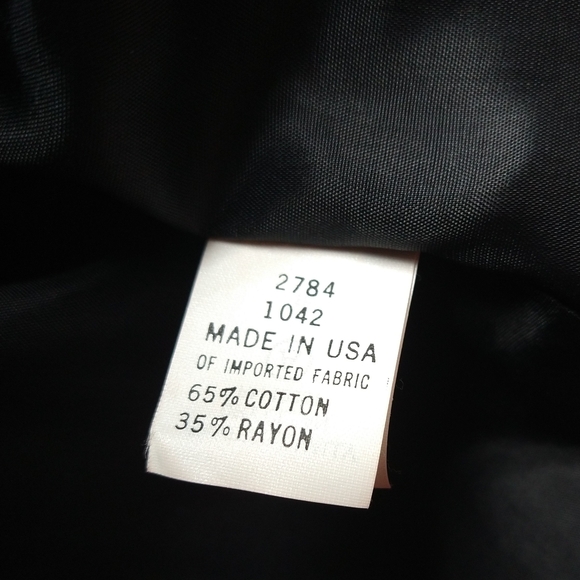 2784
1042
MADE IN USA
OF IMPORTED FABRIC
65% COTTON
35% RAYON